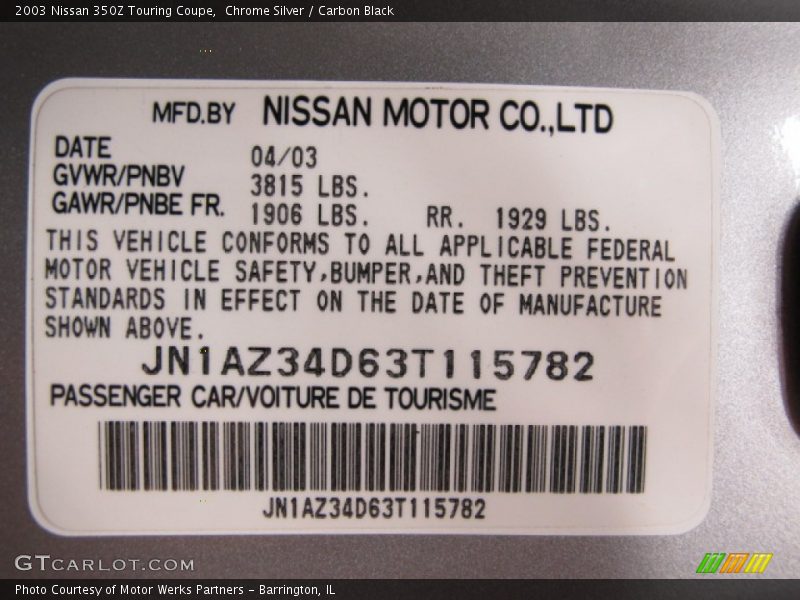 2003 Nissan 350Z Touring Coupe,  Chrome Silver / Carbon Black
MFD.BY NISSAN MOTOR CO.,LTD
DATE 04/03
GVWR/PNBV 3815 LBS.
GAWR/PNBE FR. 1906 LBS. RR. 1929 LBS.
THIS VEHICLE CONFORMS TO ALL APPLICABLE FEDERAL
MOTOR VEHICLE SAFETY,BUMPER,AND THEFT PREVENTION
STANDARDS IN EFFECT ON THE DATE OF MANUFACTURE
SHOWN ABOVE.
JN1AZ34D63T115782
PASSENGER CAR/VOITURE DE TOURISME
JN1AZ34D63T115782
GTCARLOT.COM
Photo Courtesy of Motor Werks Partners - Barrington, IL